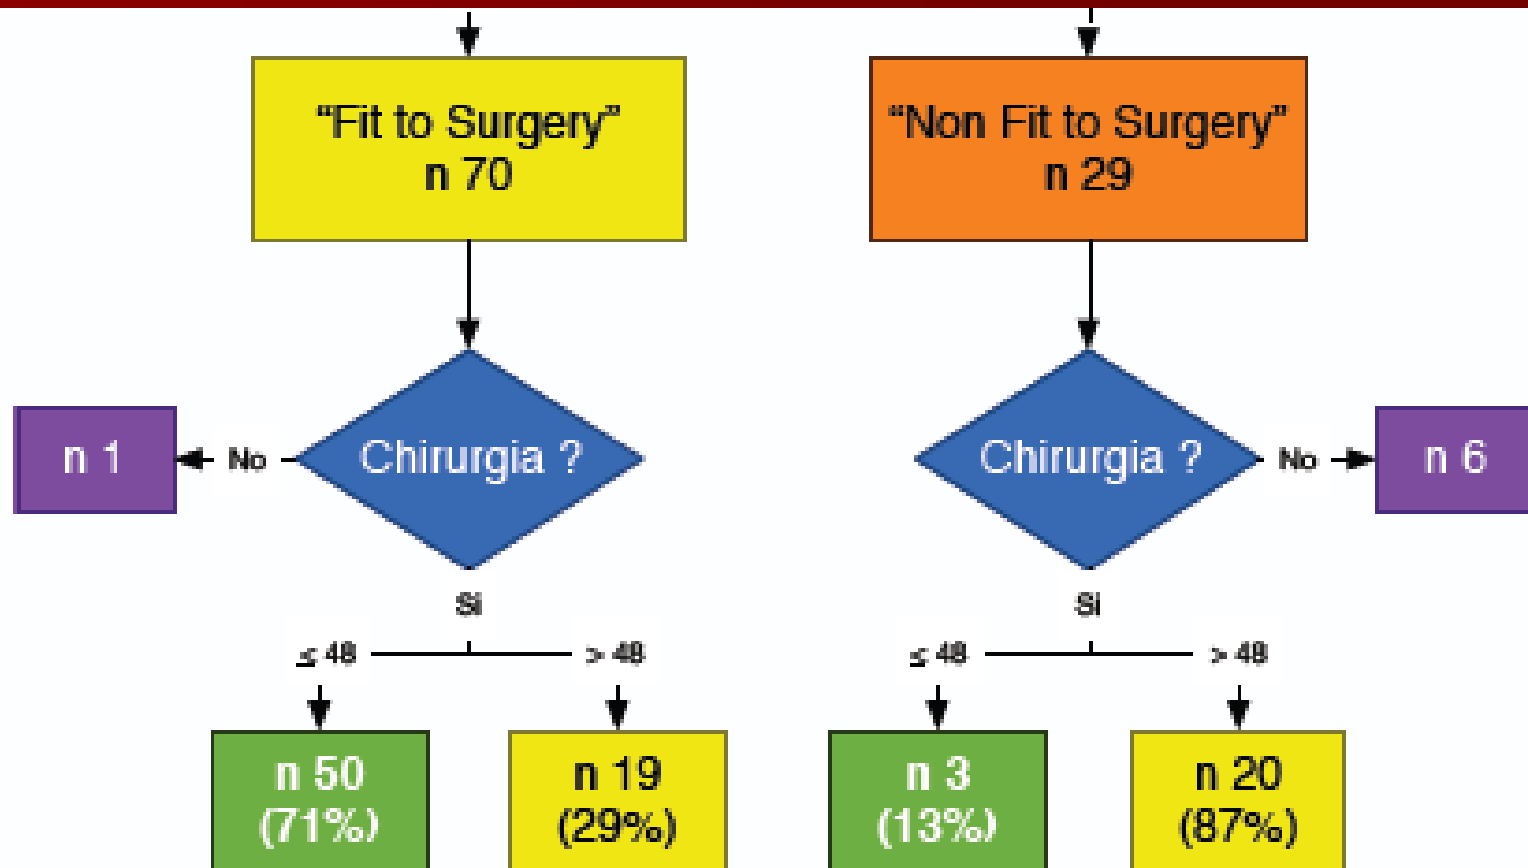 “Fit to Surgery”
n 70
“Non Fit to Surgery”
n 29
Chirurgia ?
No
n 1
Chirurgia ?
No
n 6
Si
≤ 48
> 48
Si
≤ 48
> 48
n 50
(71%)
n 19
(29%)
n 3
(13%)
n 20
(87%)